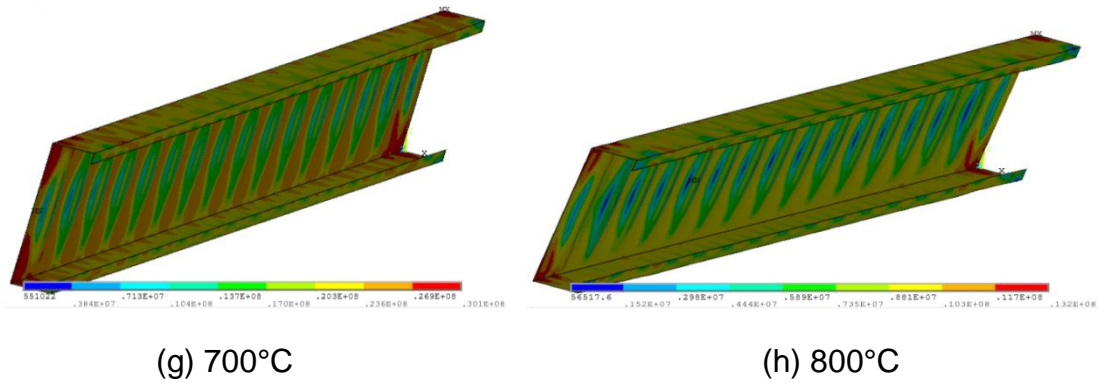 MX
X
MN
551022 .713E+07 .137E+08 .203E+08 .269E+08
.384E+07 .104E+08 .170E+08 .236E+08 .301E+08
(g) 700°C
MX
X
MN
56517.6 .298E+07 .589E+07 .881E+07 .117E+08
.152E+07 .444E+07 .735E+07 .103E+08 .132E+08
(h) 800°C